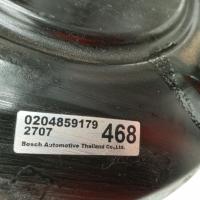 0204859179
2707 468
Bosch Automotive Thailand Co.,Ltd.